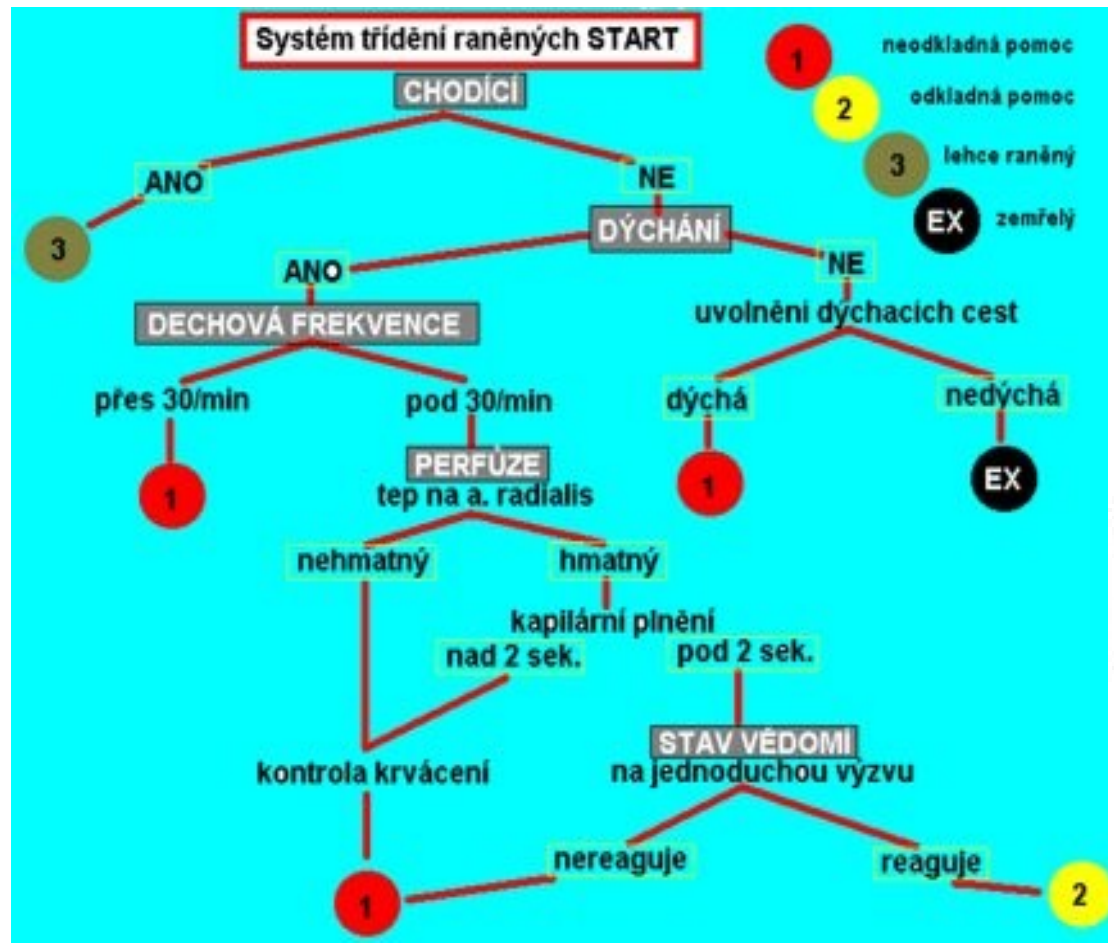 Systém třídění raněných START
1
neodkladná pomoc
CHODÍCÍ
2
odkladná pomoc
ANO
NE
3
lehce raněný
3
DÝCHÁNÍ
EX
zemřelý
ANO
NE
DECHOVÁ FREKVENCE
uvolnění dýchacích cest
přes 30/min
pod 30/min
dýchá
nedýchá
1
PERFŮZE
tep na a. radialis
1
EX
nehmatný
hmatný
kapilární plnění
nad 2 sek.
pod 2 sek.
STAV VĚDOMÍ
na jednoduchou výzvu
kontrola krvácení
nereaguje
reaguje
1
2